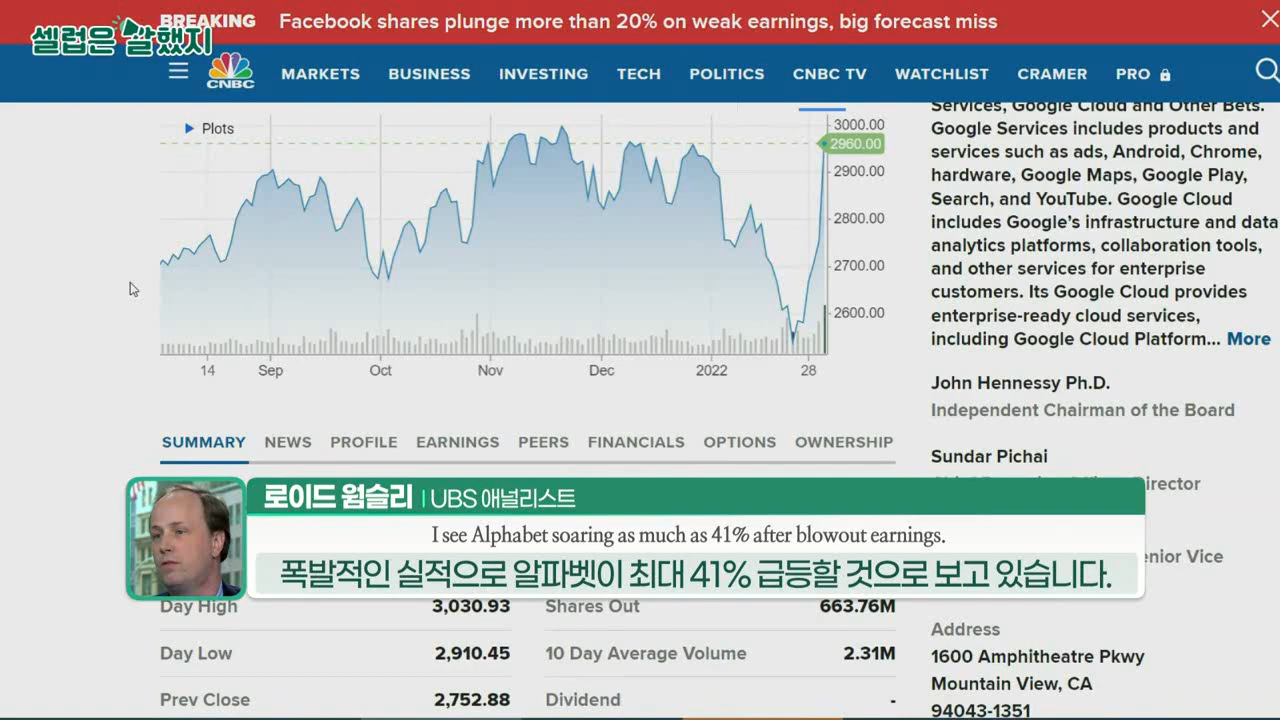 BREAKING
Facebook shares plunge more than 20% on weak earnings, big forecast miss
셀럽은 말했지
CNBC
MARKETS BUSINESS INVESTING TECH POLITICS CNBC TV WATCHLIST CRAMER PRO
Plots
3000.00
2960.00
2900.00
2800.00
2700.00
2600.00
14 Sep Oct Nov Dec 2022 28
Services, Google Cloud and Other Bets.
Google Services includes products and
services such as ads, Android, Chrome,
hardware, Google Maps, Google Play,
Search, and YouTube. Google Cloud
includes Google's infrastructure and data
analytics platforms, collaboration tools,
and other services for enterprise
customers. Its Google Cloud provides
enterprise-ready cloud services,
including Google Cloud Platform... More
John Hennessy Ph.D.
Independent Chairman of the Board
Sundar Pichai
SUMMARY NEWS PROFILE EARNINGS PEERS FINANCIALS OPTIONS OWNERSHIP
로이드 웜슬리 | UBS 애널리스트
I see Alphabet soaring as much as 41% after blowout earnings.
폭발적인 실적으로 알파벳이 최대 41% 급등할 것으로 보고 있습니다.
Day High 3,030.93 Shares Out 663.76M
Day Low 2,910.45 10 Day Average Volume 2.31M
Prev Close 2,752.88 Dividend -
Vice
Address
1600 Amphitheatre Pkwy
Mountain View, CA
94043-1351